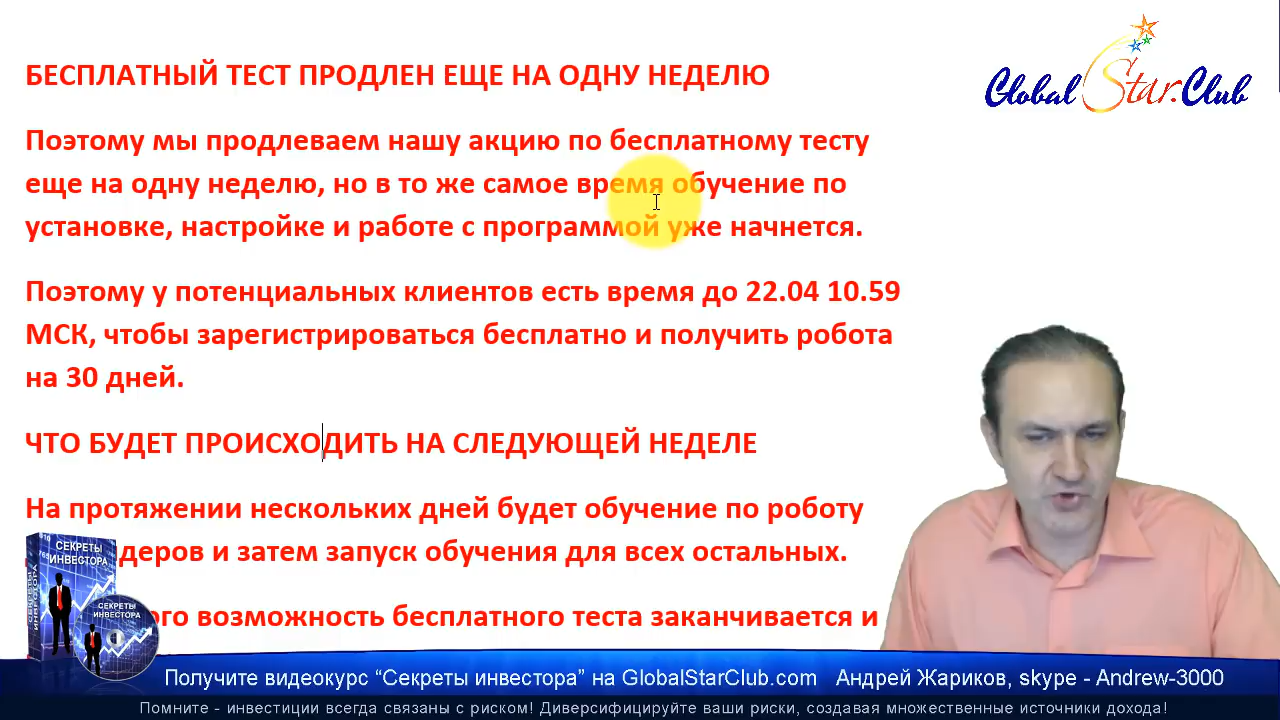 БЕСПЛАТНЫЙ ТЕСТ ПРОДЛЕН ЕЩЕ НА ОДНУ НЕДЕЛЮ
Global Star.Club
Поэтому мы продлеваем нашу акцию по бесплатному тесту
еще на одну неделю, но в то же самое время обучение по
установке, настройке и работе с программой уже начнется.
Поэтому у потенциальных клиентов есть время до 22.04 10.59
МСК, чтобы зарегистрироваться бесплатно и получить робота
на 30 дней.
ЧТО БУДЕТ ПРОИСХОДИТЬ НА СЛЕДУЮЩЕЙ НЕДЕЛЕ
На протяжении нескольких дней будет обучение по роботу
деров и затем запуск обучения для всех остальных.
ого возможность бесплатного теста заканчивается и
СЕКРЕТЫ
ИНВЕСТОРА
СЕКРЕТЫ
ИНВЕСТОРА
Получите видеокурс “Секреты инвестора” на GlobalStarClub.com Андрей Жариков, skype - Andrew-3000
Помните - инвестиции всегда связаны с риском! Диверсифицируйте ваши риски, создавая множественные источники дохода!